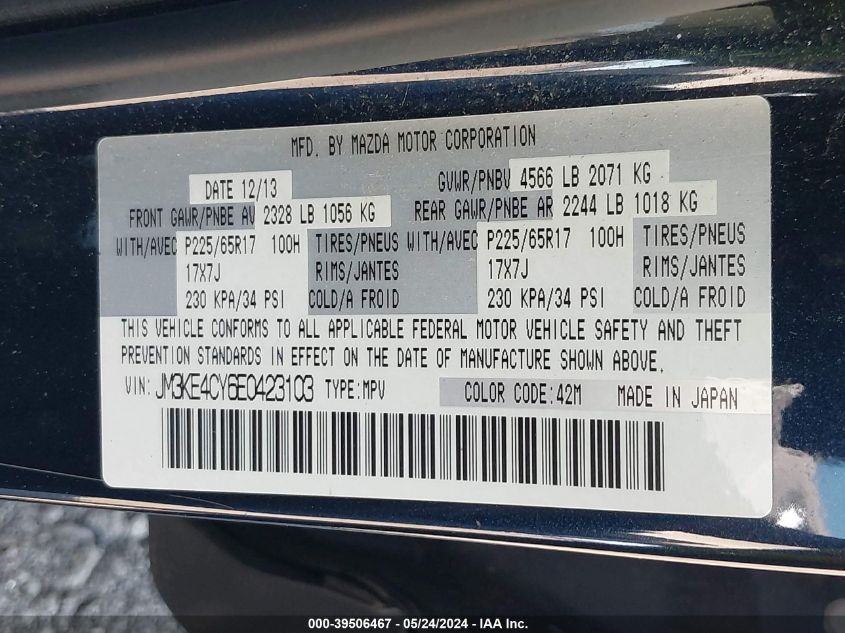 MFD. BY MAZDA MOTOR CORPORATION
DATE 12/13 GVWR/PNBV 4566 LB 2071 KG
FRONT GAWR/PNBE AV 2328 LB 1056 KG REAR GAWR/PNBE AR 2244 LB 1018 KG
WITH/AVEC P225/65R17 100H TIRES/PNEUS WITH/AVEC P225/65R17 100H TIRES/PNEUS
17X7J RIMS/JANTES 17X7J RIMS/JANTES
230 KPA/34 PSI COLD/A FROID 230 KPA/34 PSI COLD/A FROID
THIS VEHICLE CONFORMS TO ALL APPLICABLE FEDERAL MOTOR VEHICLE SAFETY AND THEFT
PREVENTION STANDARDS IN EFFECT ON THE DATE OF MANUFACTURE SHOWN ABOVE.
VIN: JM3KE4CY6E0423103 TYPE:MPV COLOR CODE:42M MADE IN JAPAN
000-39506467 - 05/24/2024 - IAA Inc.